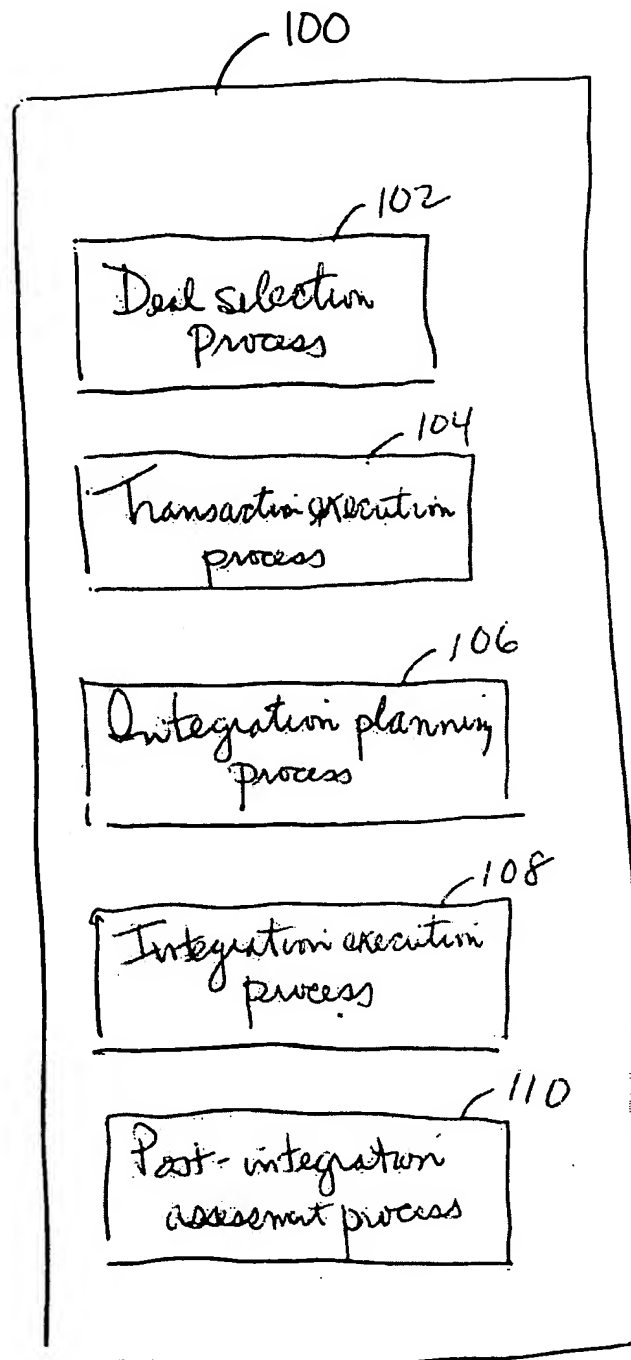 100
102
Deal selection
Process
104
Transaction execution
process
106
Integration planning
process
108
Integration execution
process
110
Post-integration
assessment process